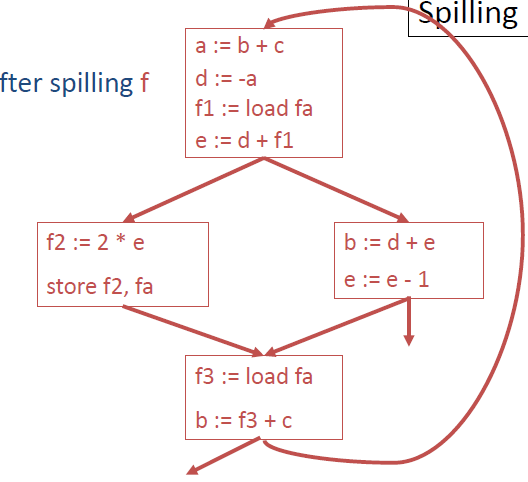 Spilling
fter spilling f
a := b + c
d := -a
f1 := load fa
e := d + f1
f2 := 2 * e
store f2, fa
b := d + e
e := e - 1
f3 := load fa
b := f3 + c